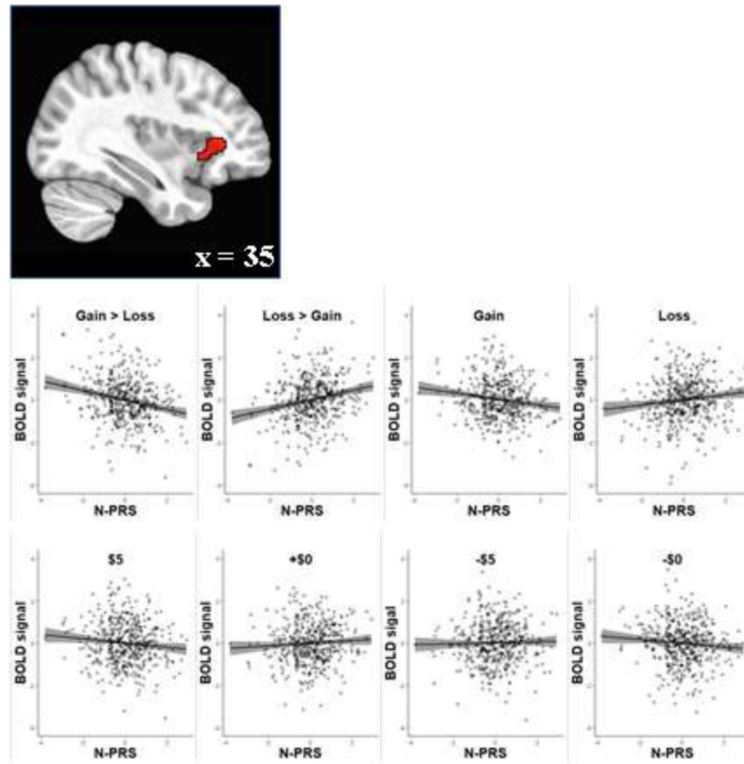 x = 35
Gain > Loss
Loss > Gain
Gain
Loss
BOLD signal
BOLD signal
BOLD signal
BOLD signal
N-PRS
N-PRS
N-PRS
N-PRS
$5
+$0
-$5
-$0
BOLD signal
BOLD signal
BOLD sigal
BOLD signal
N-PRS
N-PRS
N-PRS
N-PRS